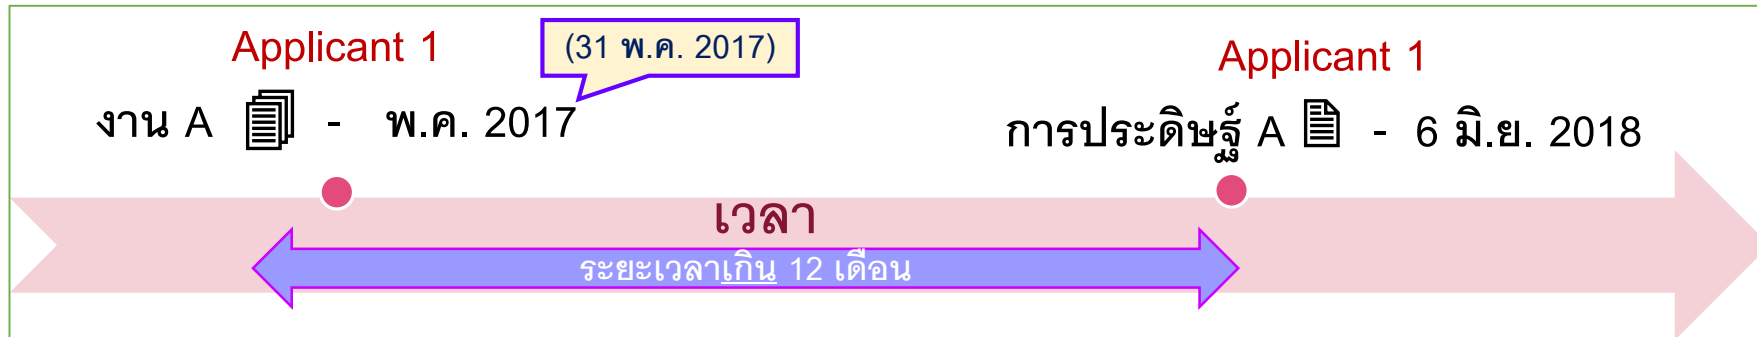 Applicant 1
(31 พ.ค. 2017)
Applicant 1
งาน A - พ.ค. 2017
การประดิษฐ์ A - 6 มิ.ย. 2018
เวลา
ระยะเวลาเกิน 12 เดือน